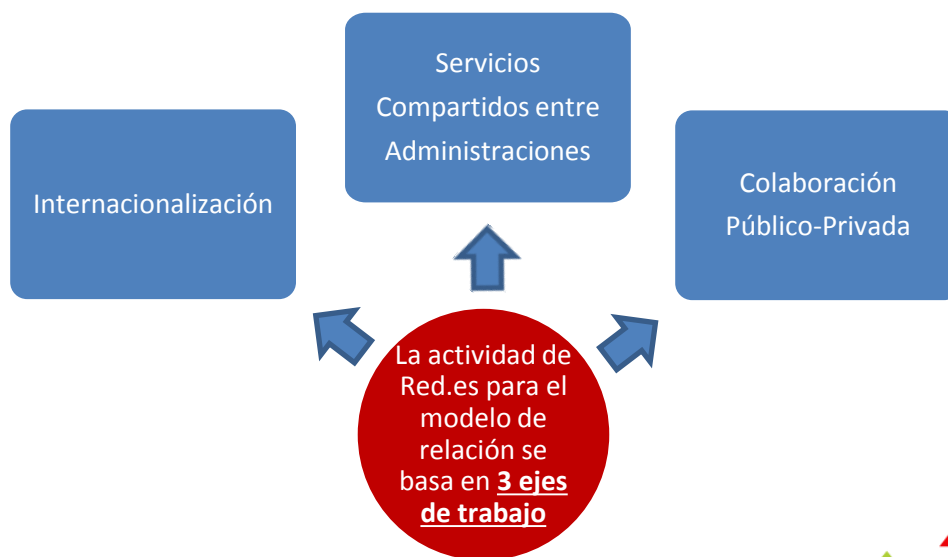 Servicios
Compartidos entre
Administraciones
Internacionalización
Colaboración
Público-Privada
La actividad de
Red.es para el
modelo de
relación se
basa en 3 ejes
de trabajo